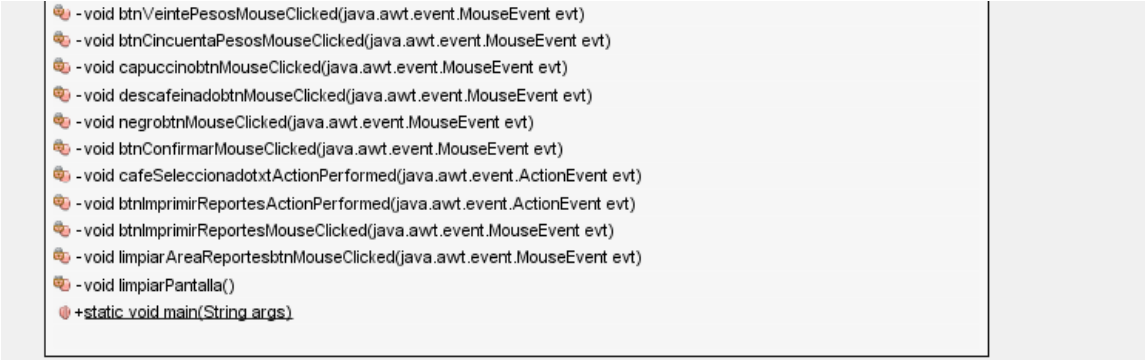 -void btnVeintePesosMouseClicked(java.awt.event.MouseEvent evt)
-void btnCincuentaPesosMouseClicked(java.awt.event.MouseEvent evt)
-void capuccinobtnMouseClicked(java.awt.event.MouseEvent evt)
-void descafeinadobtnMouseClicked(java.awt.event.MouseEvent evt)
-void negrobtnMouseClicked(java.awt.event.MouseEvent evt)
-void btnConfirmarMouseClicked(java.awt.event.MouseEvent evt)
-void cafeSeleccionadotxtActionPerformed(java.awt.event.ActionEvent evt)
-void btnImprimirReportesActionPerformed(java.awt.event.ActionEvent evt)
-void btnImprimirReportesMouseClicked(java.awt.event.MouseEvent evt)
-void limpiarAreaReportesbtnMouseClicked(java.awt.event.MouseEvent evt)
-void limpiarPantalla()
+static void main(String args)